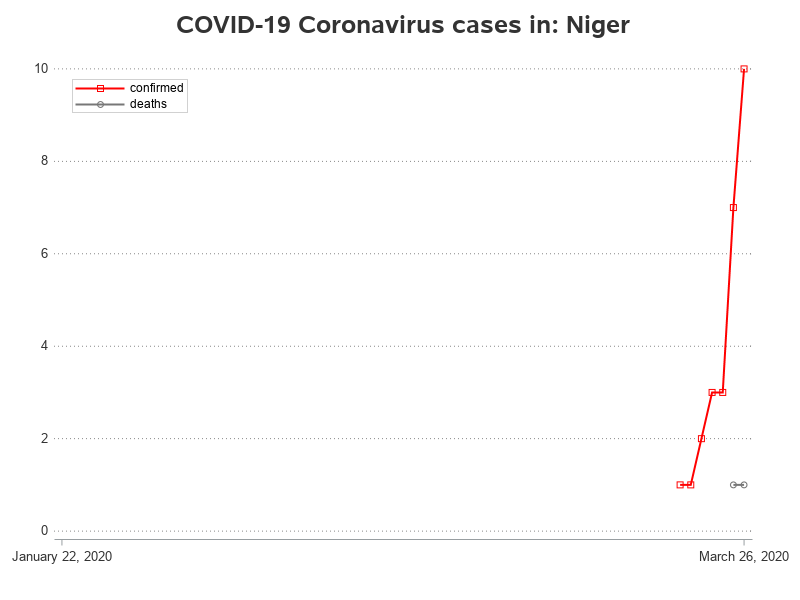 COVID-19 Coronavirus cases in: Niger
10
confirmed
deaths
8
6
4
2
0
January 22, 2020
March 26, 2020